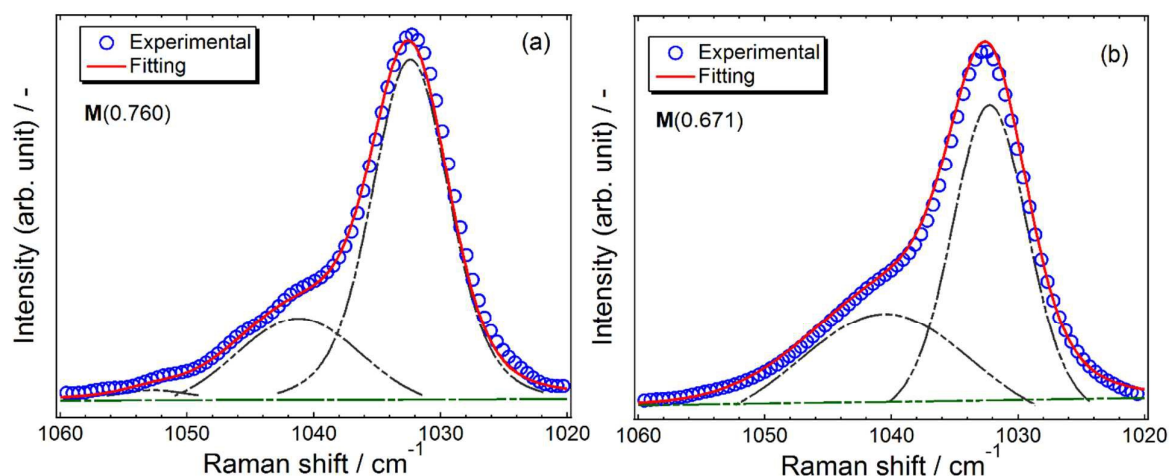 Experimental
Fitting
(a)
M(0.760)
Intensity (arb. unit) / -
1060
1050
1040
1030
1020
Raman shift / cm-1
Experimental
Fitting
(b)
M(0.671)
Intensity (arb. unit) / -
1060
1050
1040
1030
1020
Raman shift / cm-1